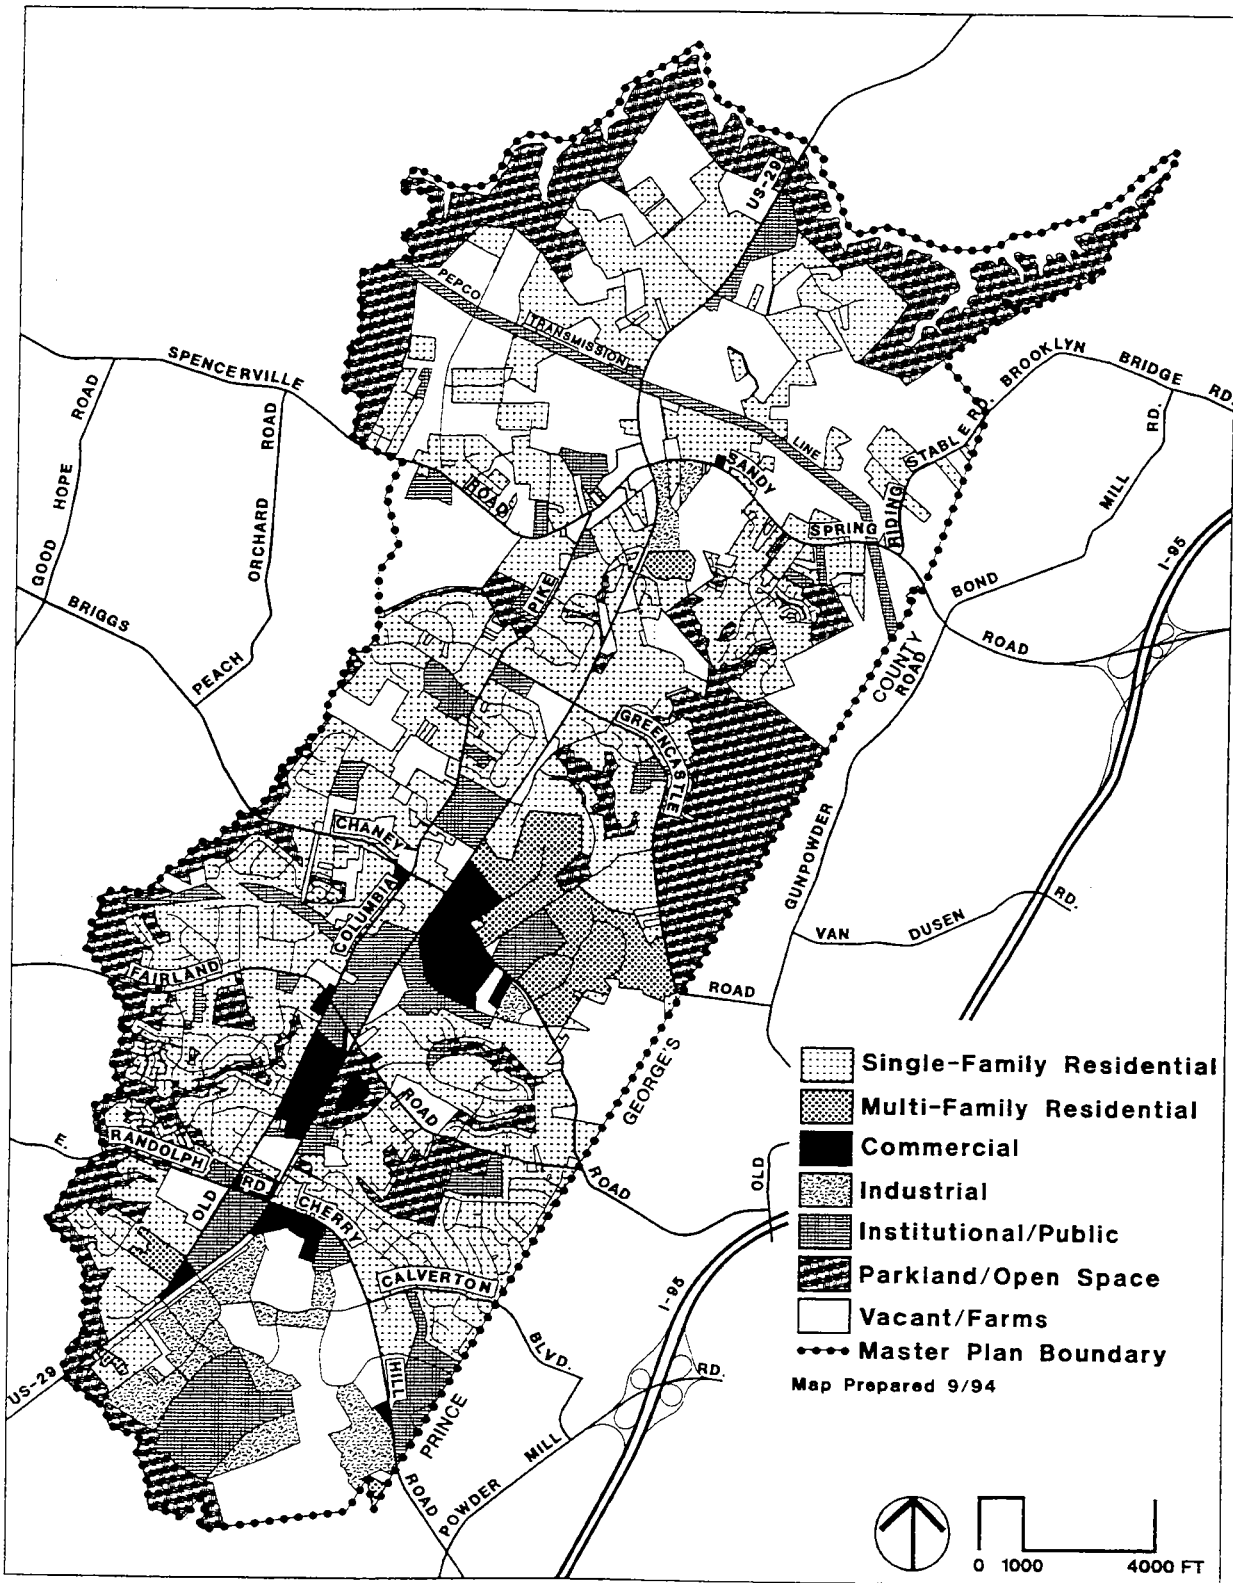 US-29
PEPCO
TRANSMISSION
LINE
SPENCERVILLE
ROAD
GOOD HOPE ROAD
ORCHARD ROAD
PEACH
BRIGGS
SANDY
SPRING
ROAD
RIDING
STABLE RD.
BROOKLYN
BRIDGE
RD.
MILL RD.
BOND
I-95
PIKE
COUNTY
ROAD
GREENCASTLE
CHANEY
COLUMBIA
GUNPOWDER
VAN
DUSEN
RD.
FAIRLAND
ROAD
ROAD
GEORGE'S
E.
RANDOLPH
RD.
OLD
CHERRY
ROAD
OLD
CALVERTON
BLVD.
I-95
HILL
US-29
PRINCE
ROAD
POWDER
MILL
RD.
Single-Family Residential
Multi-Family Residential
Commercial
Industrial
Institutional/Public
Parkland/Open Space
Vacant/Farms
Master Plan Boundary
Map Prepared 9/94
0 1000 4000 FT